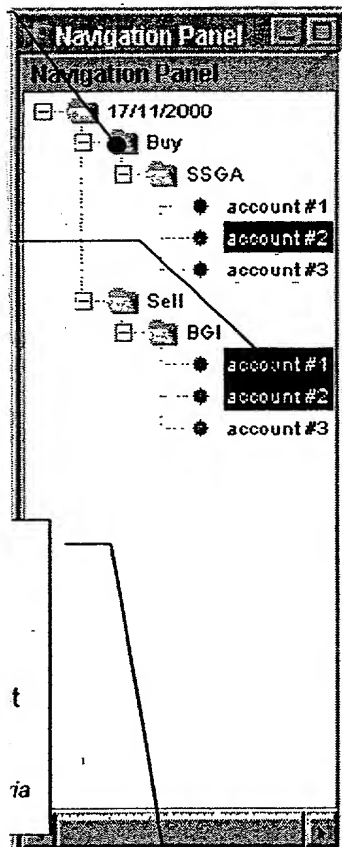 Navigation Panel
Navigation Panel
17/11/2000
Buy
SSGA
account #1
account #2
account #3
Sell
BGI
account #1
account #2
account #3
t
ria